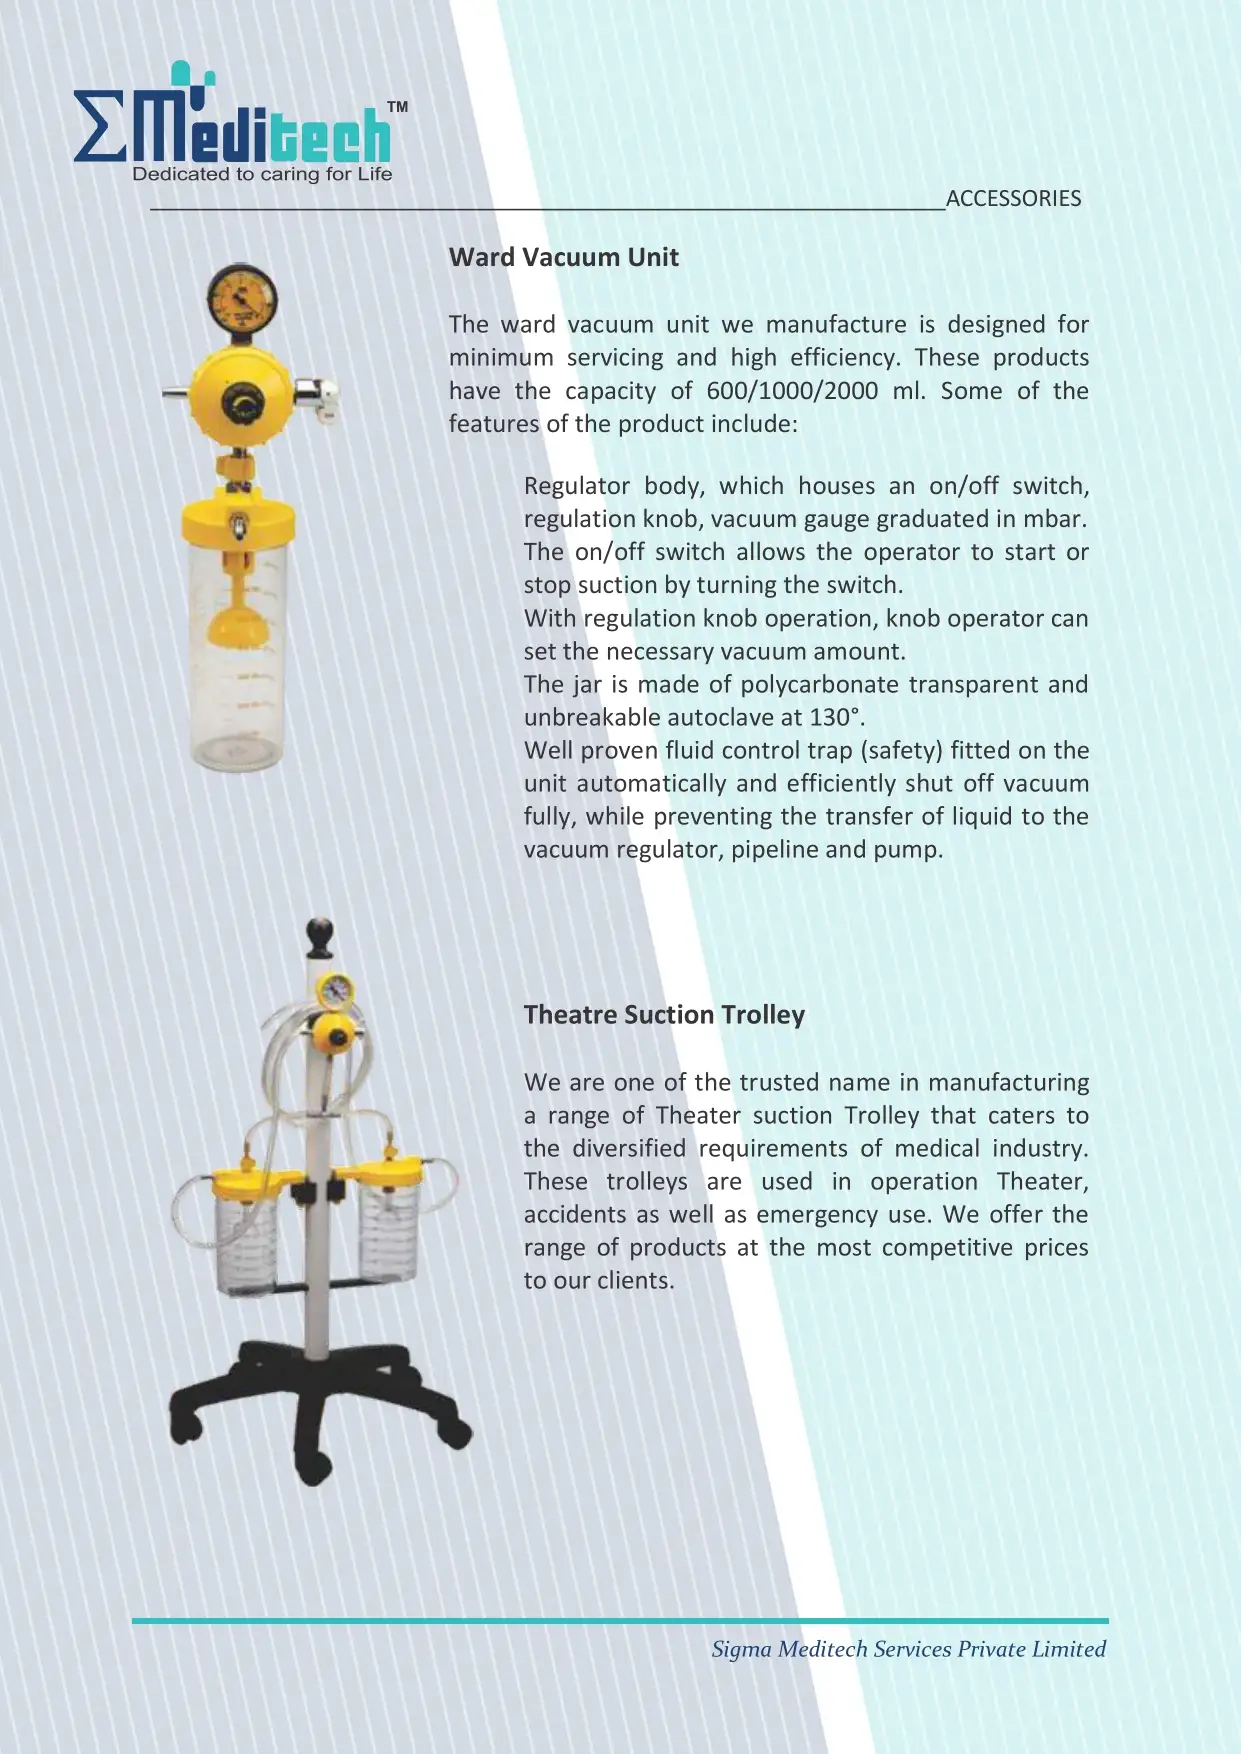 ΣMeditech™
Dedicated to caring for Life
ACCESSORIES
Ward Vacuum Unit
The ward vacuum unit we manufacture is designed for
minimum servicing and high efficiency. These products
have the capacity of 600/1000/2000 ml. Some of the
features of the product include:
Regulator body, which houses an on/off switch,
regulation knob, vacuum gauge graduated in mbar.
The on/off switch allows the operator to start or
stop suction by turning the switch.
With regulation knob operation, knob operator can
set the necessary vacuum amount.
The jar is made of polycarbonate transparent and
unbreakable autoclave at 130°.
Well proven fluid control trap (safety) fitted on the
unit automatically and efficiently shut off vacuum
fully, while preventing the transfer of liquid to the
vacuum regulator, pipeline and pump.
Theatre Suction Trolley
We are one of the trusted name in manufacturing
a range of Theater suction Trolley that caters to
the diversified requirements of medical industry.
These trolleys are used in operation Theater,
accidents as well as emergency use. We offer the
range of products at the most competitive prices
to our clients.
Sigma Meditech Services Private Limited